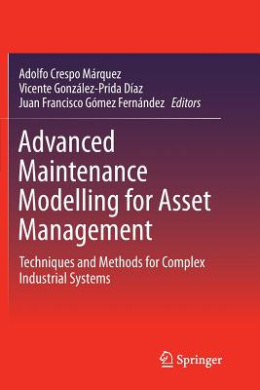 Adolfo Crespo Márquez
Vicente González-Prida Díaz
Juan Francisco Gómez Fernández Editors
Advanced
Maintenance
Modelling for Asset
Management
Techniques and Methods for Complex
Industrial Systems
Springer